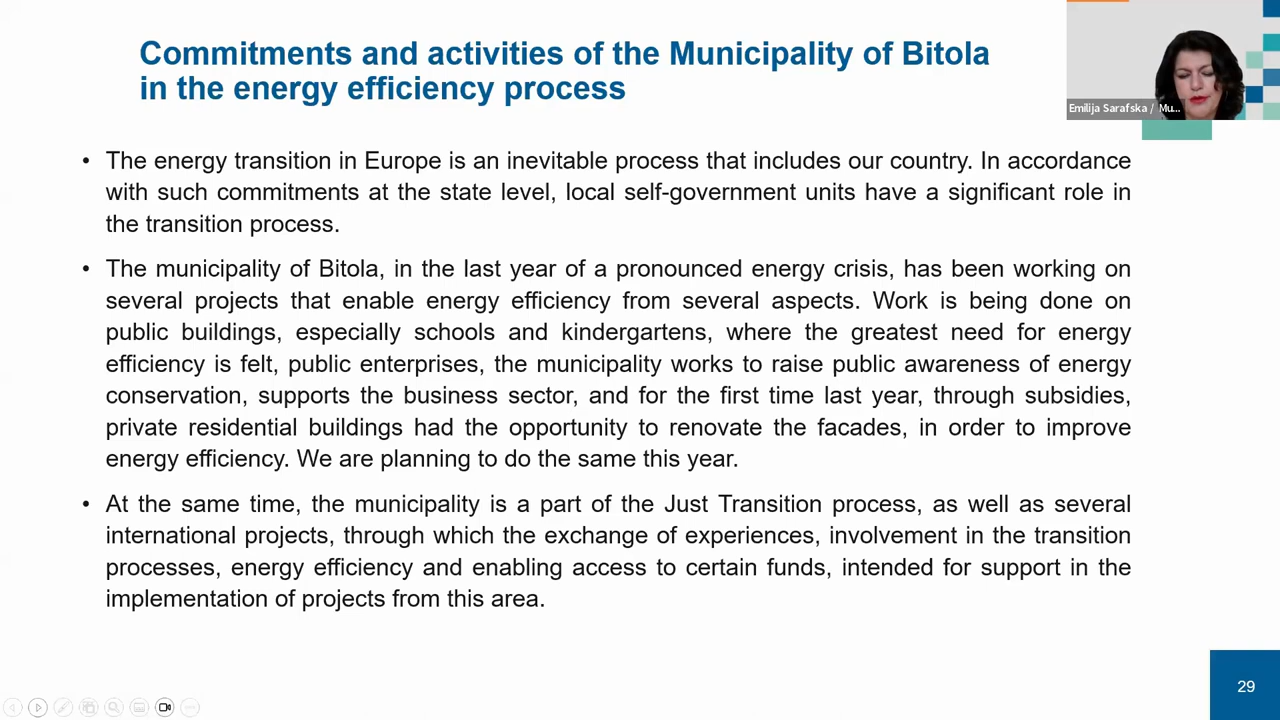 Commitments and activities of the Municipality of Bitola
in the energy efficiency process
Emilija Sarafska / Mu...
• The energy transition in Europe is an inevitable process that includes our country. In accordance
with such commitments at the state level, local self-government units have a significant role in
the transition process.
• The municipality of Bitola, in the last year of a pronounced energy crisis, has been working on
several projects that enable energy efficiency from several aspects. Work is being done on
public buildings, especially schools and kindergartens, where the greatest need for energy
efficiency is felt, public enterprises, the municipality works to raise public awareness of energy
conservation, supports the business sector, and for the first time last year, through subsidies,
private residential buildings had the opportunity to renovate the facades, in order to improve
energy efficiency. We are planning to do the same this year.
• At the same time, the municipality is a part of the Just Transition process, as well as several
international projects, through which the exchange of experiences, involvement in the transition
processes, energy efficiency and enabling access to certain funds, intended for support in the
implementation of projects from this area.
29